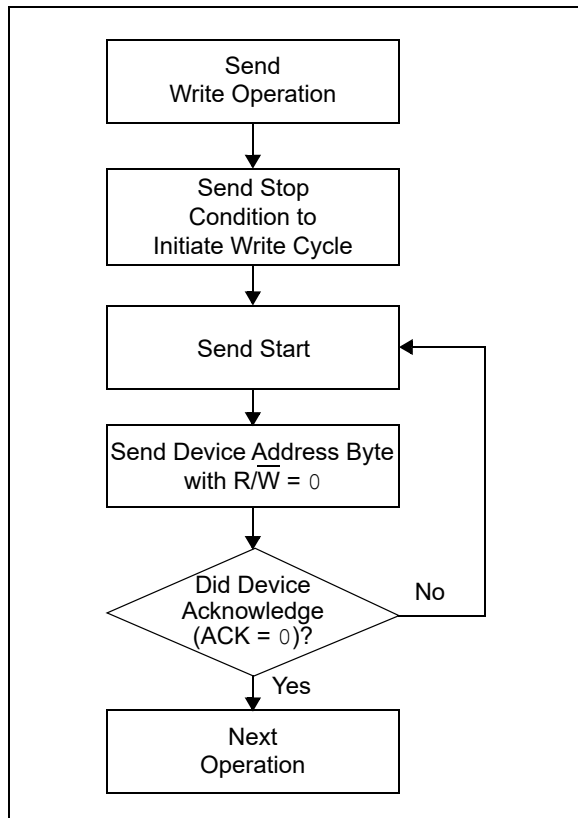 Send
Write Operation
Send Stop
Condition to
Initiate Write Cycle
Send Start
Send Device Address Byte
with R/W̅ = 0
Did Device
Acknowledge
(ACK = 0)?
No
Yes
Next
Operation